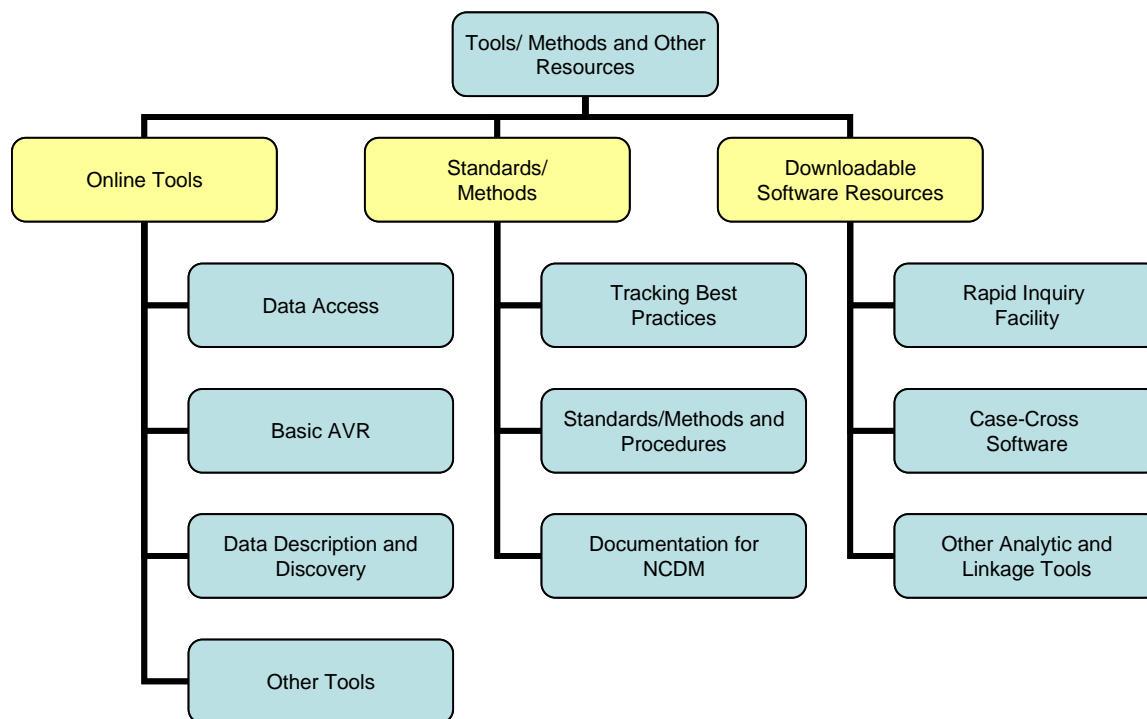 Tools/ Methods and Other
Resources
Online Tools
Standards/
Methods
Downloadable
Software Resources
Data Access
Tracking Best
Practices
Rapid Inquiry
Facility
Basic AVR
Standards/Methods and
Procedures
Case-Cross
Software
Data Description and
Discovery
Documentation for
NCDM
Other Analytic and
Linkage Tools
Other Tools